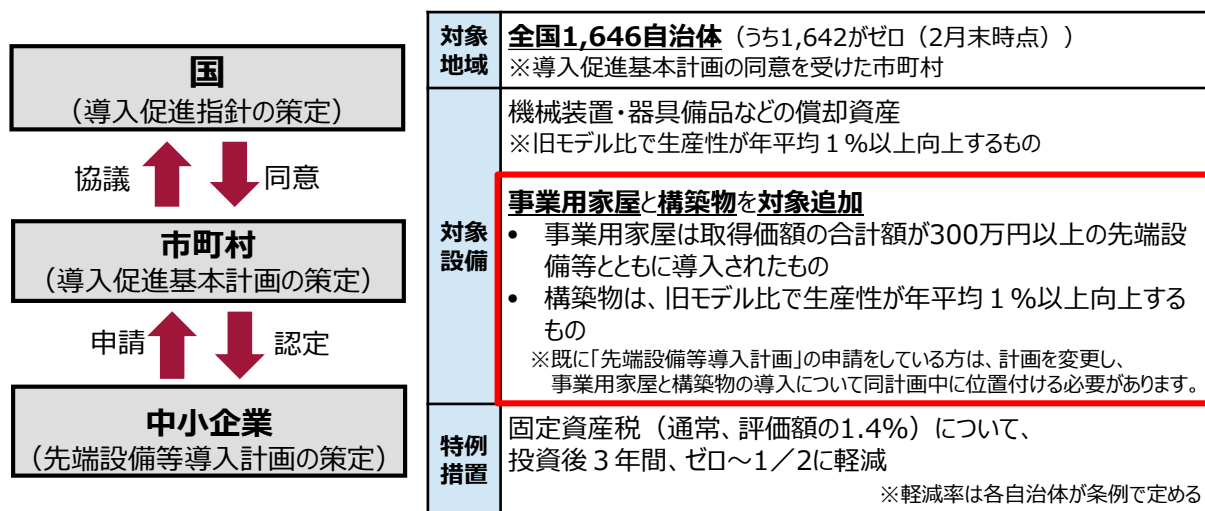 国
（導入促進指針の策定）
協議
同意
市町村
（導入促進基本計画の策定）
申請
認定
中小企業
（先端設備等導入計画の策定）
対象
地域
全国1,646自治体（うち1,642がゼロ（2月末時点））
※導入促進基本計画の同意を受けた市町村
対象
設備
機械装置・器具備品などの償却資産
※旧モデル比で生産性が年平均１％以上向上するもの
事業用家屋と構築物を対象追加
• 事業用家屋は取得価額の合計額が300万円以上の先端設
備等とともに導入されたもの
• 構築物は、旧モデル比で生産性が年平均１％以上向上する
もの
※既に「先端設備等導入計画」の申請をしている方は、計画を変更し、
事業用家屋と構築物の導入について同計画中に位置付ける必要があります。
特例
措置
固定資産税（通常、評価額の1.4%）について、
投資後３年間、ゼロ～1／2に軽減
※軽減率は各自治体が条例で定める